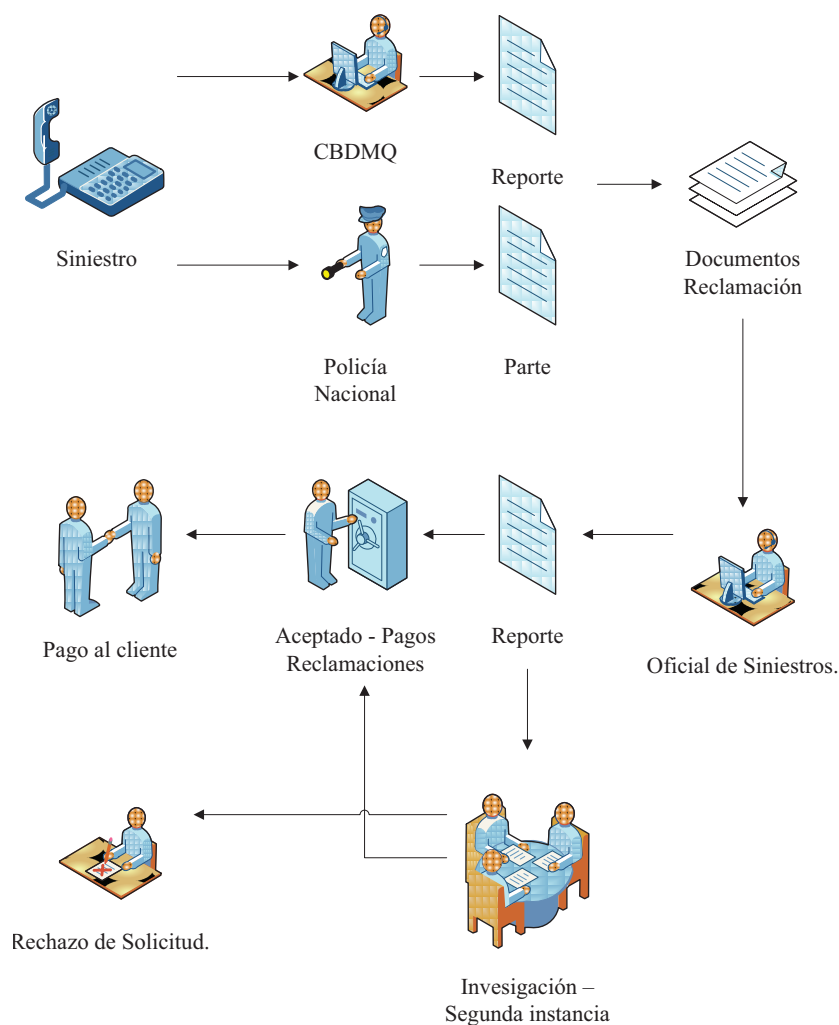 CBDMQ
Reporte
Siniestro
Documentos
Reclamación
Policía
Nacional
Parte
Pago al cliente
Aceptado - Pagos
Reclamaciones
Reporte
Oficial de Siniestros.
Rechazo de Solicitud.
Invesigación –
Segunda instancia